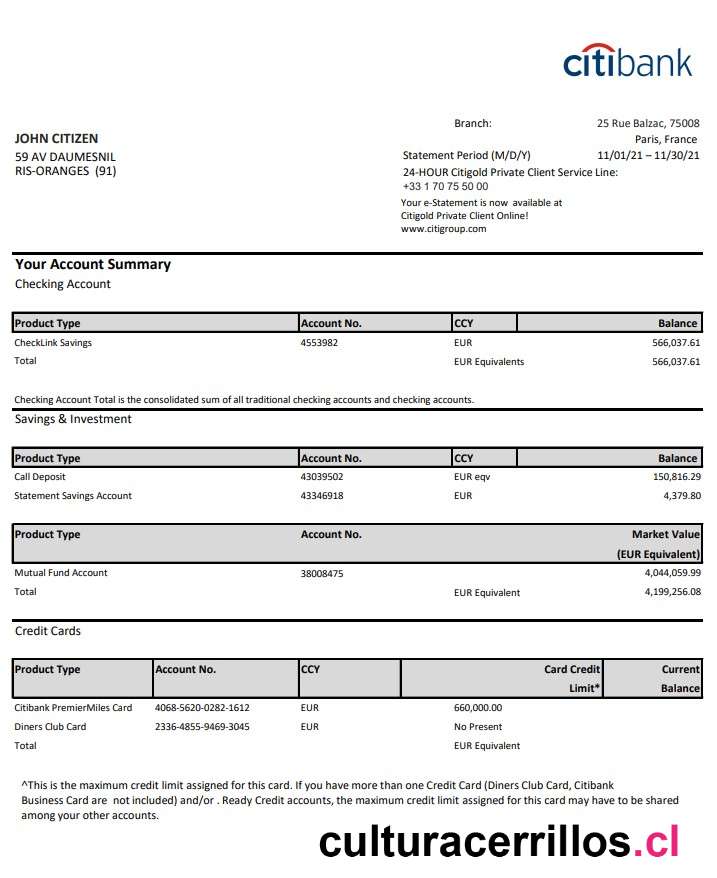 citibank
Branch: 25 Rue Balzac, 75008
JOHN CITIZEN Paris, France
59 AV DAUMESNIL Statement Period (M/D/Y) 11/01/21 – 11/30/21
RIS-ORANGES (91) 24-HOUR Citigold Private Client Service Line:
+33 1 70 75 50 00
Your e-Statement is now available at
Citigold Private Client Online!
www.citigroup.com
Your Account Summary
Checking Account
Product Type Account No. CCY Balance
CheckLink Savings 4553982 EUR 566,037.61
Total EUR Equivalents 566,037.61
Checking Account Total is the consolidated sum of all traditional checking accounts and checking accounts.
Savings & Investment
Product Type Account No. CCY Balance
Call Deposit 43039502 EUR eqv 150,816.29
Statement Savings Account 43346918 EUR 4,379.80
Product Type Account No. Market Value
(EUR Equivalent)
Mutual Fund Account 38008475 4,044,059.99
Total EUR Equivalent 4,199,256.08
Credit Cards
Product Type Account No. CCY Card Credit Current
Limit* Balance
Citibank PremierMiles Card 4068-5620-0282-1612 EUR 660,000.00
Diners Club Card 2336-4855-9469-3045 EUR No Present
Total EUR Equivalent
^This is the maximum credit limit assigned for this card. If you have more than one Credit Card (Diners Club Card, Citibank
Business Card are not included) and/or . Ready Credit accounts, the maximum credit limit assigned for this card may have to be shared
among your other accounts.
culturacerrillos.cl